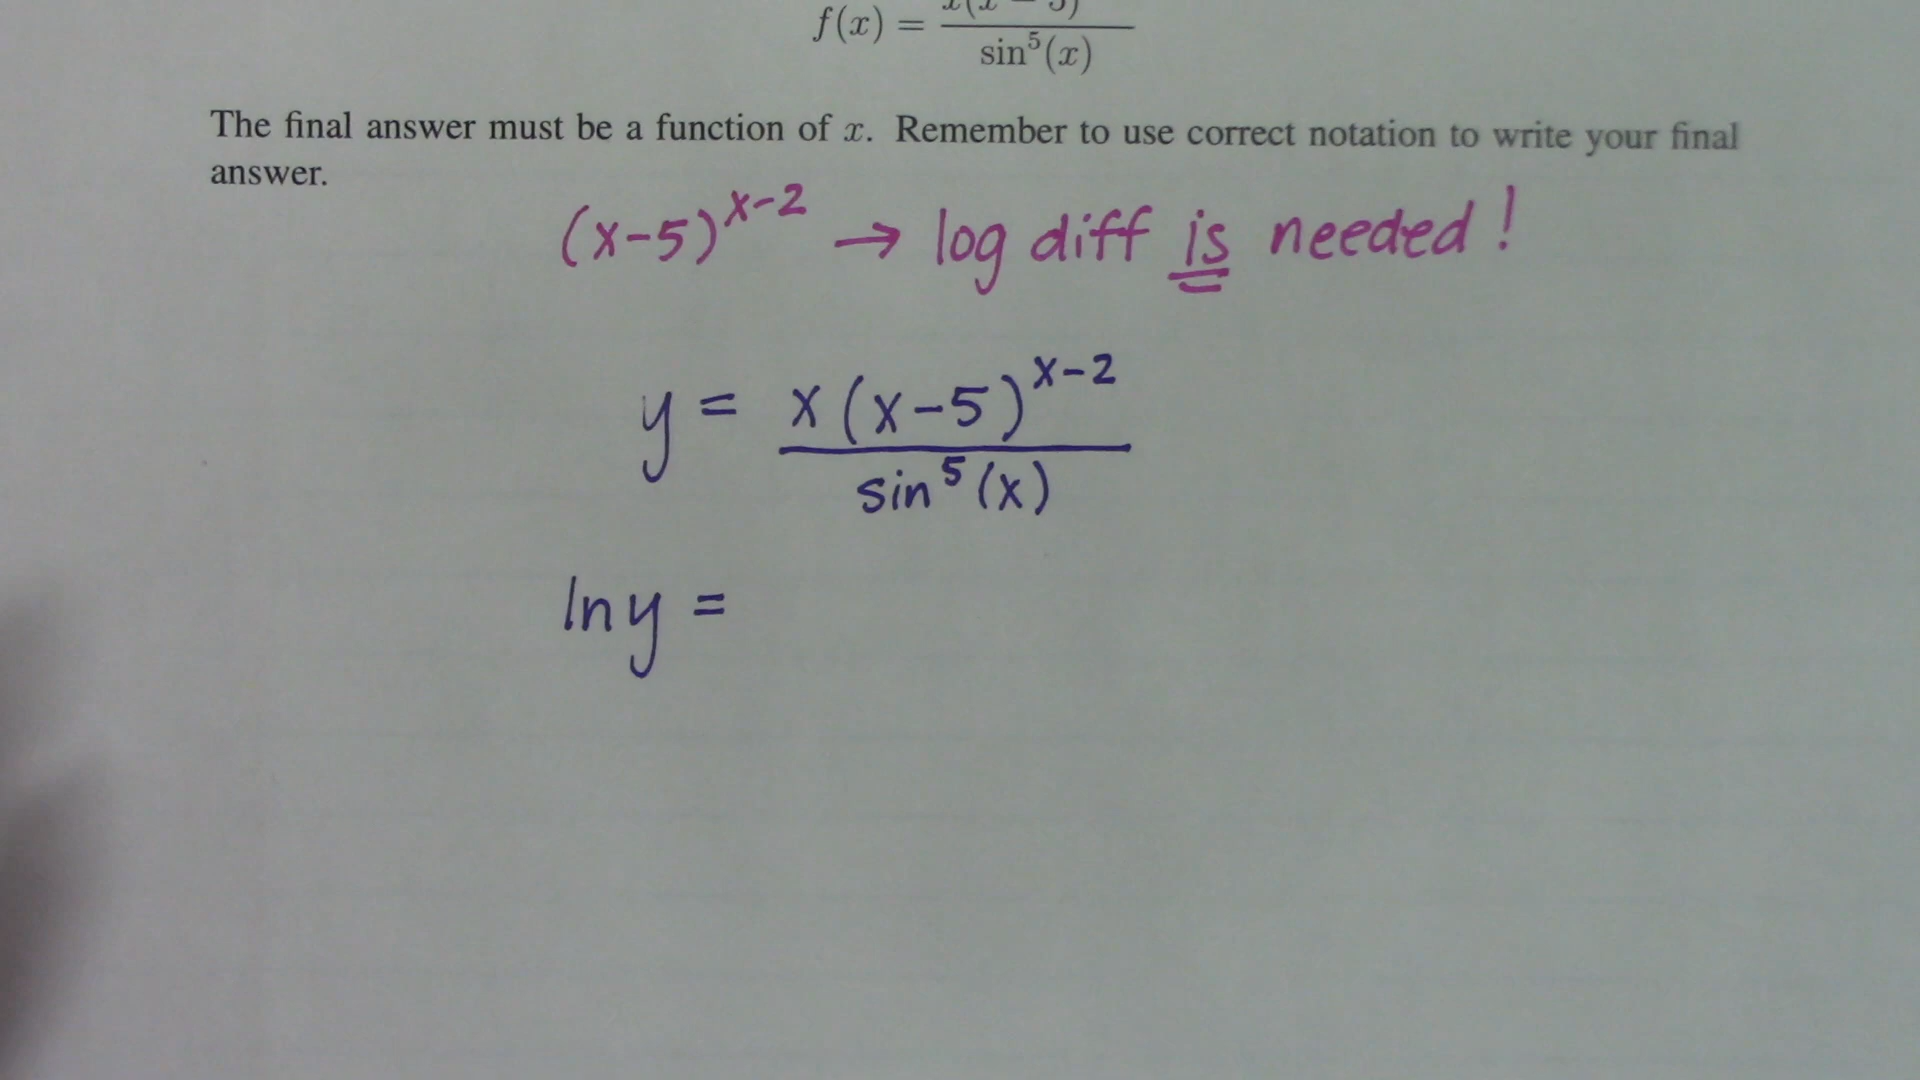 f(x) = x(x − 5) / sin⁵(x)
The final answer must be a function of x. Remember to use correct notation to write your final
answer.
(x-5)^(x-2) → log diff is needed!
y = x(x-5)^(x-2) / sin⁵(x)
ln y =